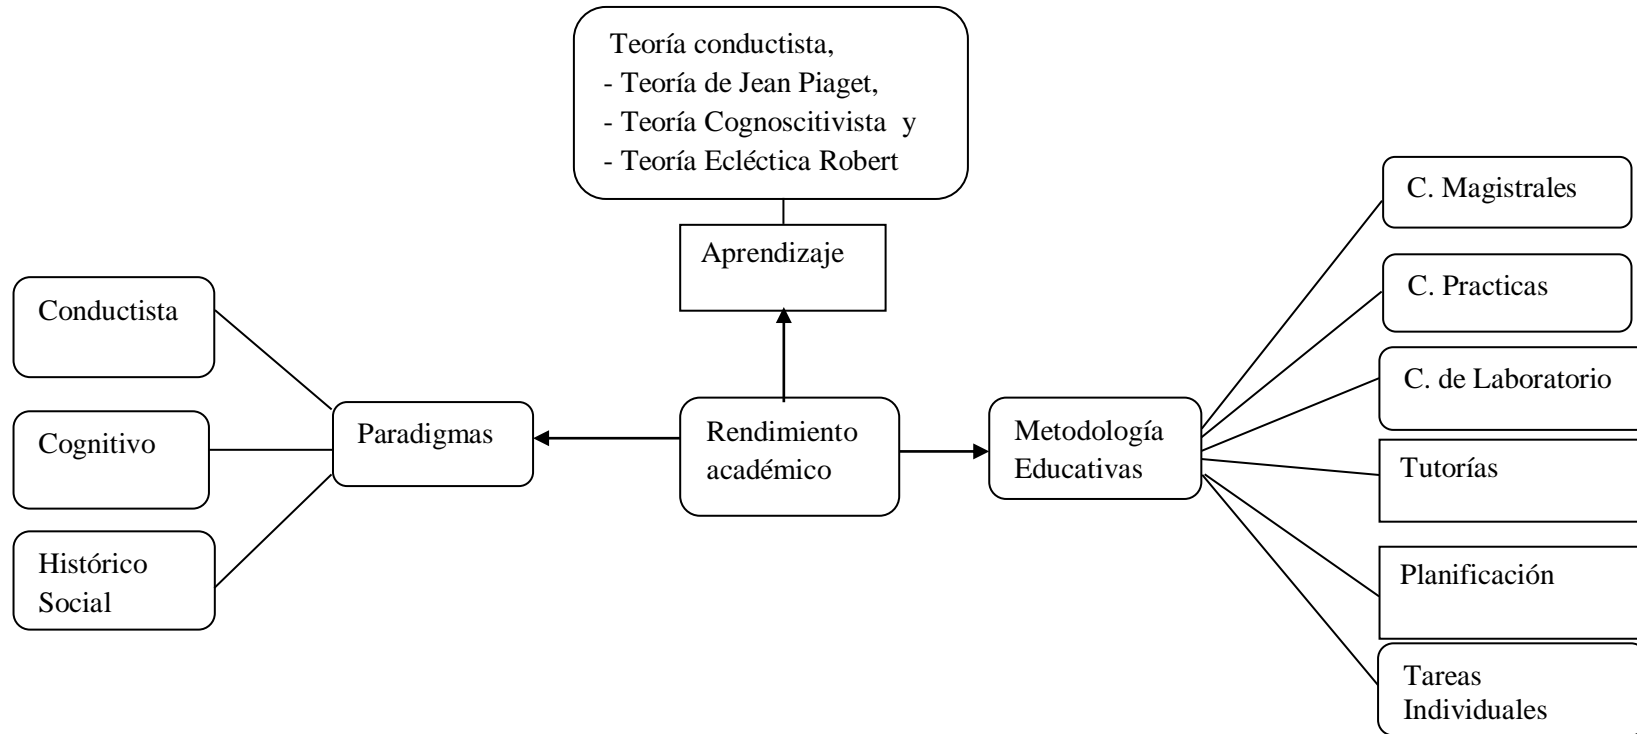 Teoría conductista,
- Teoría de Jean Piaget,
- Teoría Cognoscitivista y
- Teoría Ecléctica Robert
Aprendizaje
Conductista
Cognitivo
Histórico
Social
Paradigmas
Rendimiento
académico
Metodología
Educativas
C. Magistrales
C. Practicas
C. de Laboratorio
Tutorías
Planificación
Tareas
Individuales